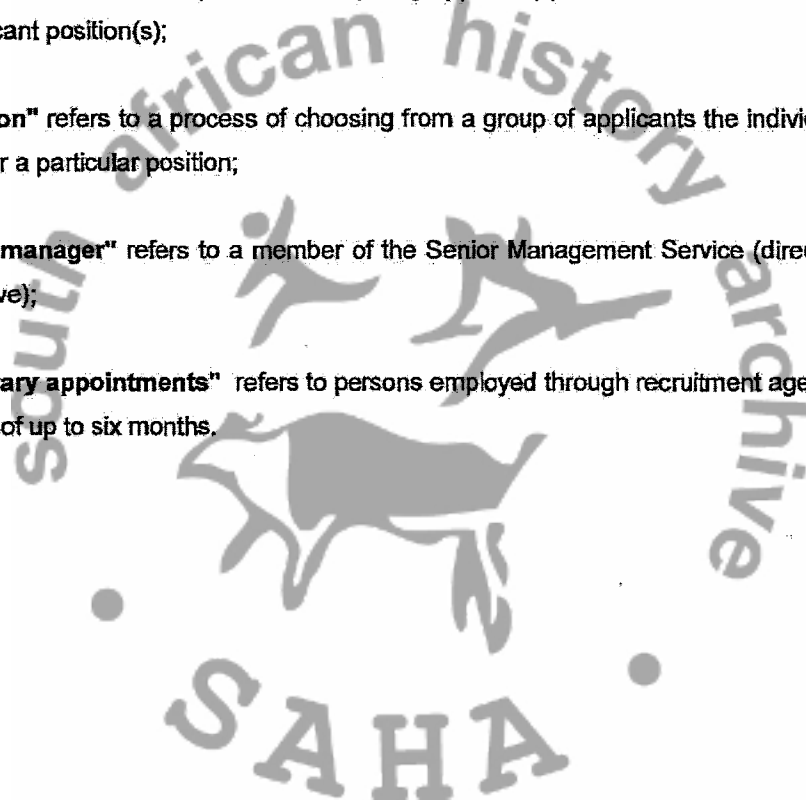 cant position(s);
on" refers to a process of choosing from a group of applicants the indivi
r a particular position;
manager" refers to a member of the Senior Management Service (direc
ve);
ary appointments" refers to persons employed through recruitment age
of up to six months.
south african history archive
SAHA